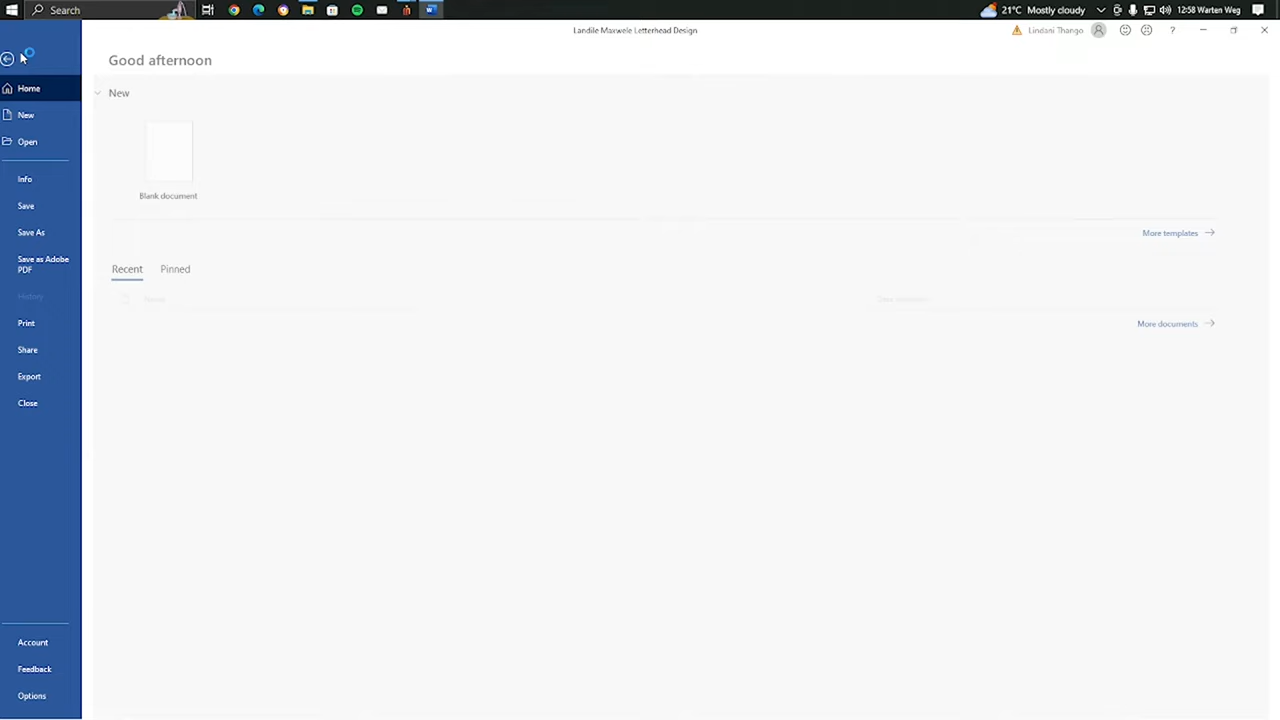 Search
21°C Mostly cloudy
12:58 Warten Weg
Landile Maxwele Letterhead Design
Lindani Thango
?
Good afternoon
Home
New
New
Open
Info
Blank document
Save
Save As
More templates
Save as Adobe
PDF
Recent
Pinned
History
Name
Print
More documents
Share
Export
Close
Account
Feedback
Options